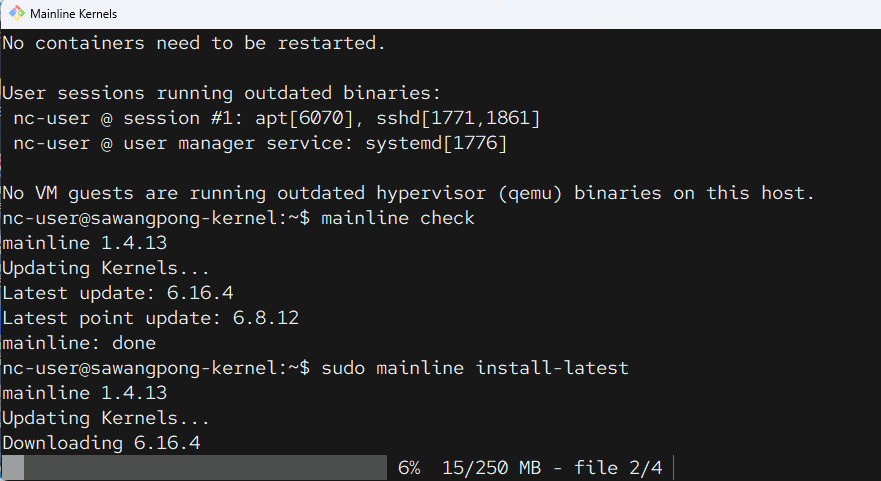 Mainline Kernels
No containers need to be restarted.
User sessions running outdated binaries:
nc-user @ session #1: apt[6070], sshd[1771,1861]
nc-user @ user manager service: systemd[1776]
No VM guests are running outdated hypervisor (qemu) binaries on this host.
nc-user@sawangpong-kernel:~$ mainline check
mainline 1.4.13
Updating Kernels...
Latest update: 6.16.4
Latest point update: 6.8.12
mainline: done
nc-user@sawangpong-kernel:~$ sudo mainline install-latest
mainline 1.4.13
Updating Kernels...
Downloading 6.16.4
6% 15/250 MB - file 2/4